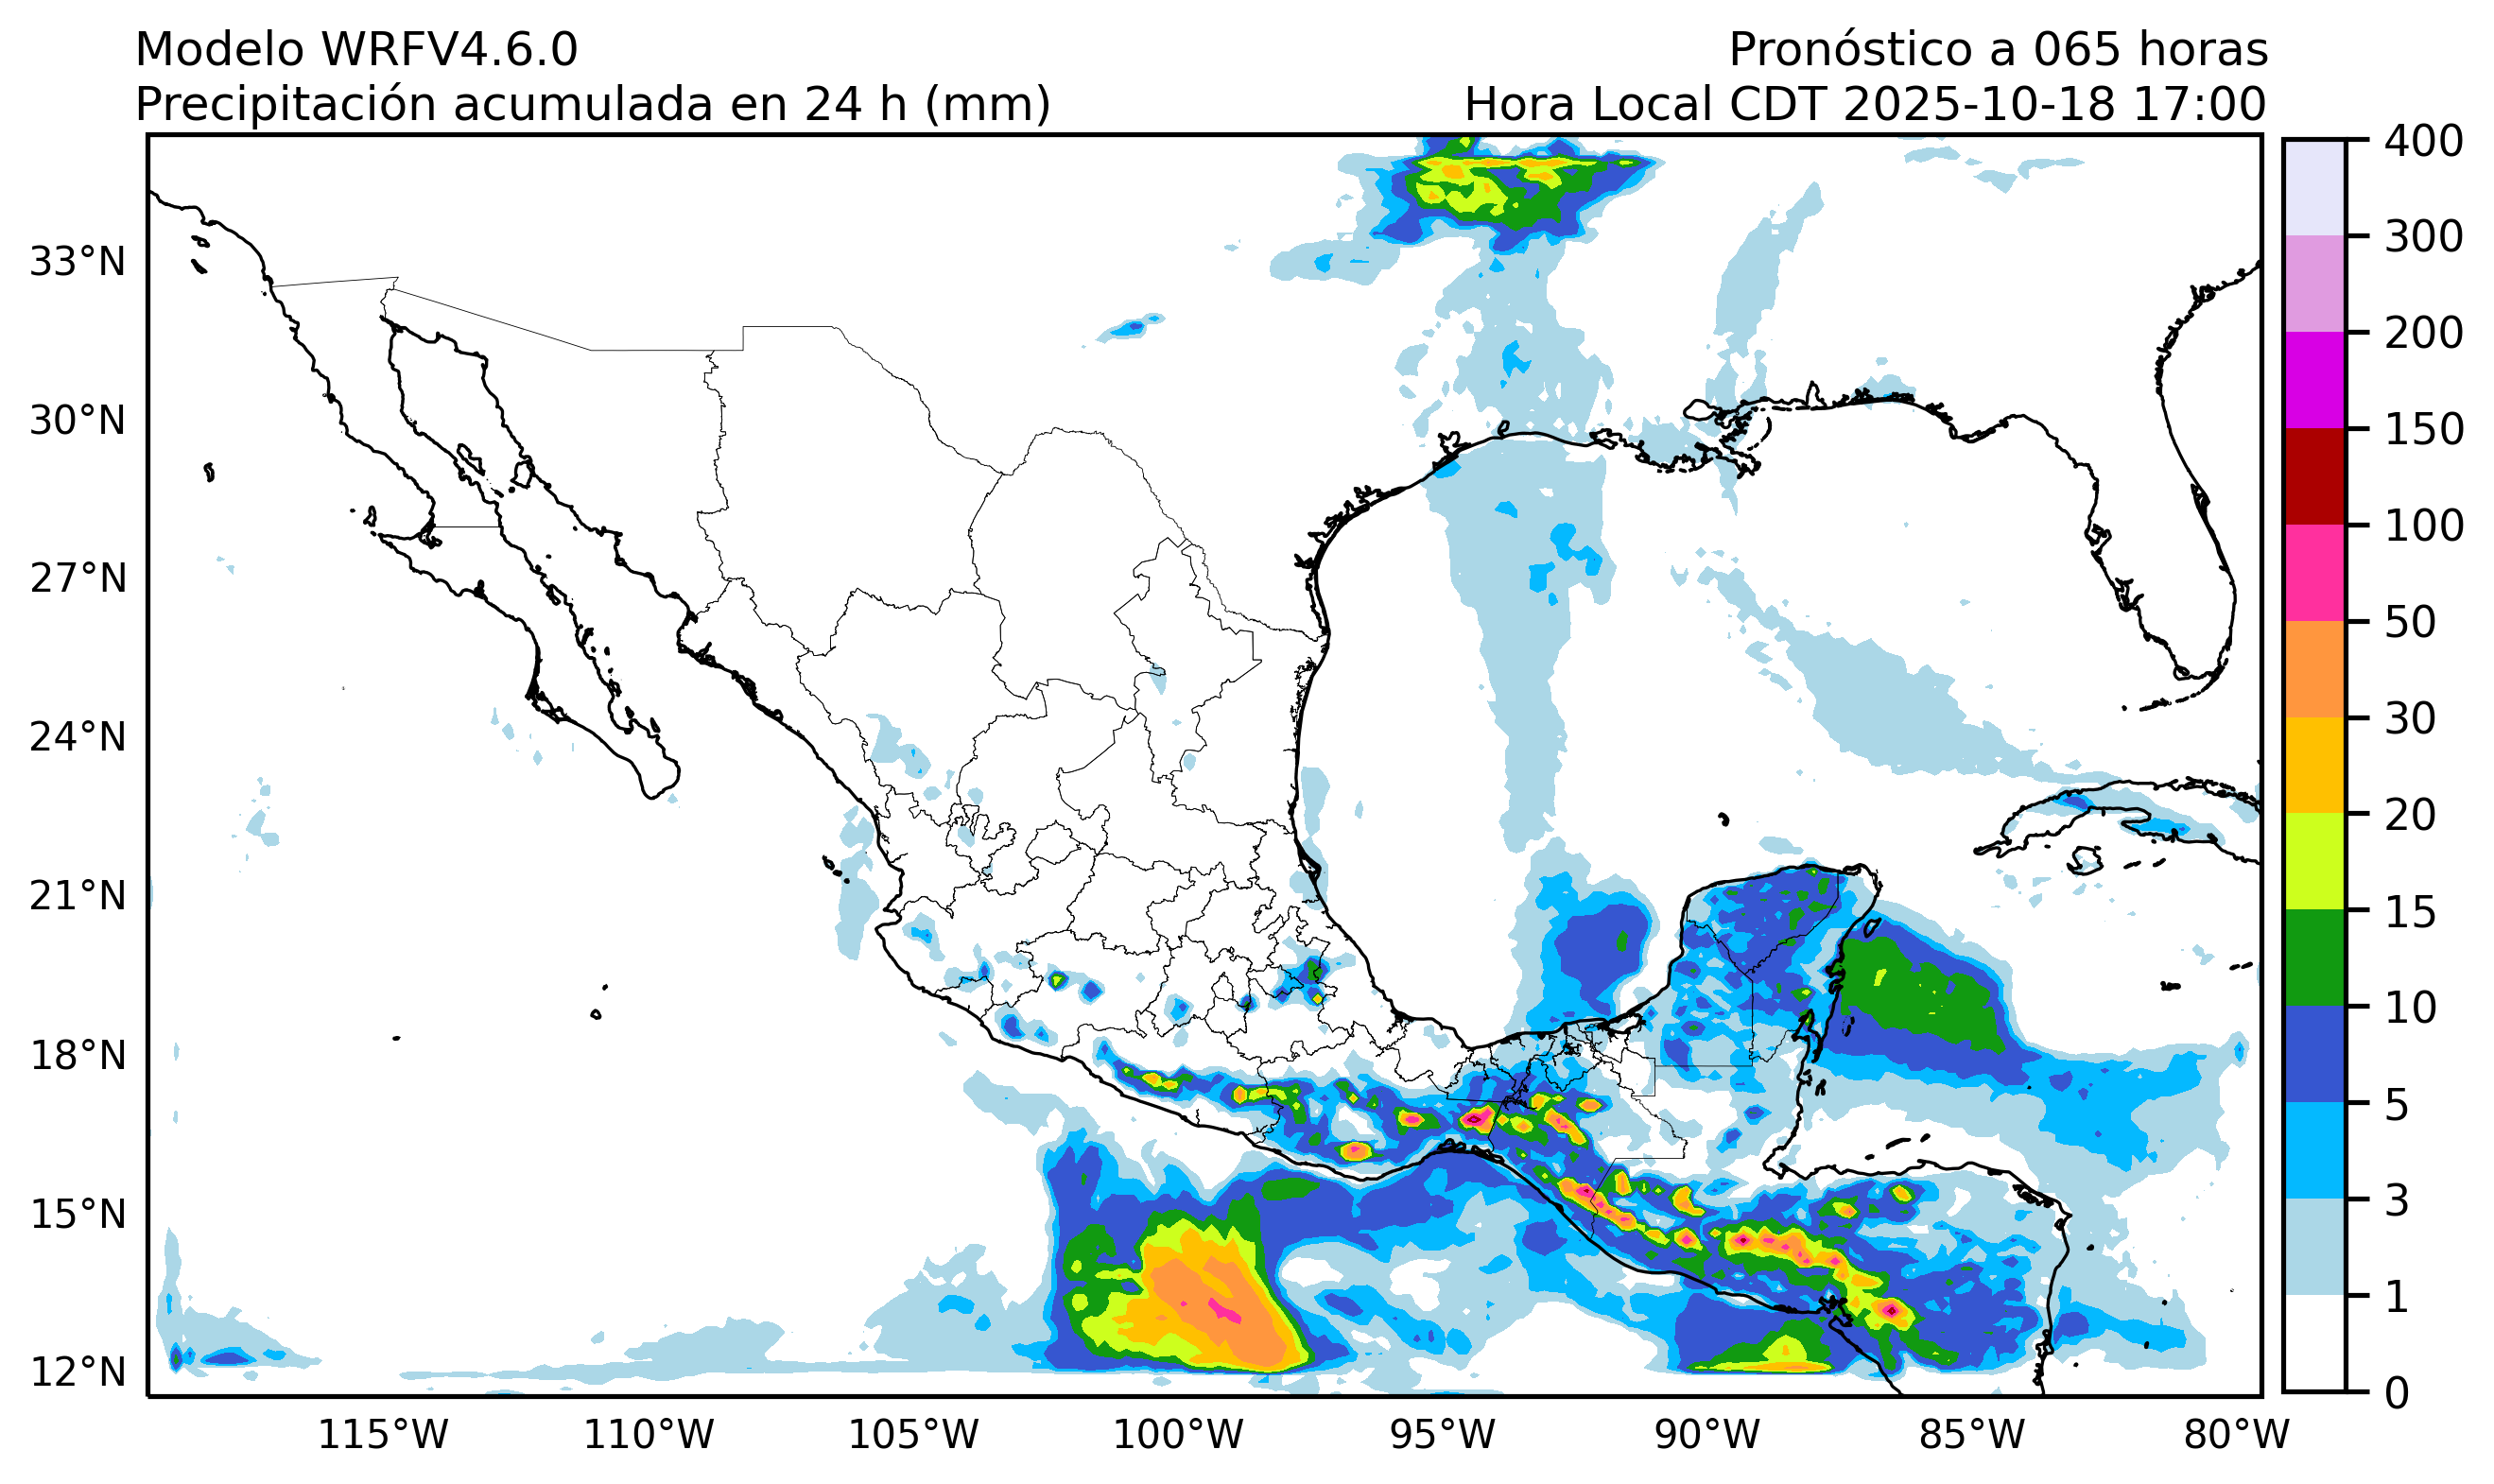 Modelo WRFV4.6.0
Pronóstico a 065 horas
Precipitación acumulada en 24 h (mm)
Hora Local CDT 2025-10-18 17:00
33°N
30°N
27°N
24°N
21°N
18°N
15°N
12°N
115°W
110°W
105°W
100°W
95°W
90°W
85°W
80°W
400
300
200
150
100
50
30
20
15
10
5
3
1
0